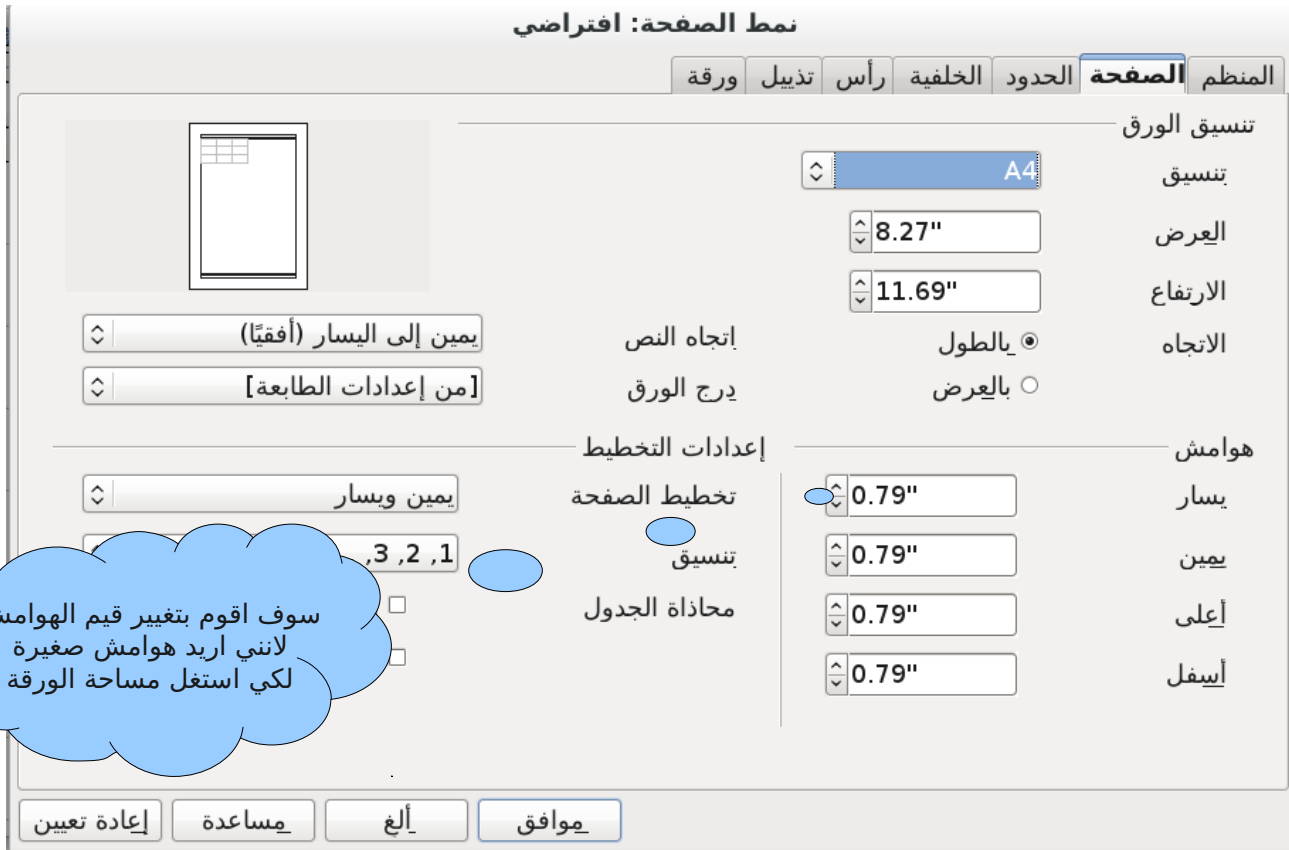 نمط الصفحة: افتراضي
المنظم الصفحة الحدود الخلفية رأس تذييل ورقة
تنسيق الورق
تنسيق A4
العرض 8.27"
الارتفاع 11.69"
الاتجاه بالطول
بالعرض
اتجاه النص يمين إلى اليسار (أفقيًا)
درج الورق [من إعدادات الطابعة]
هوامش
يسار 0.79"
يمين 0.79"
أعلى 0.79"
أسفل 0.79"
إعدادات التخطيط
تخطيط الصفحة يمين ويسار
تنسيق 1, 2, 3,
محاذاة الجدول
سوف اقوم بتغيير قيم الهوامش
لانني اريد هوامش صغيرة
لكي استغل مساحة الورقة
موافق ألغ مساعدة إعادة تعيين